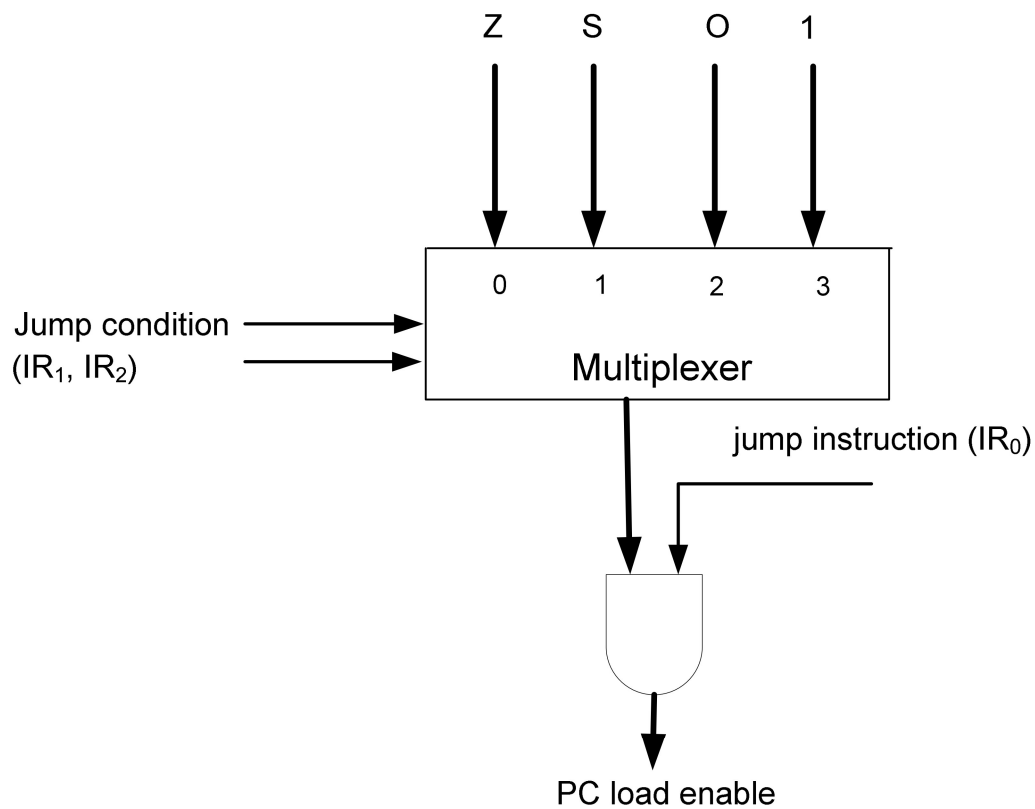 Z S O 1
0 1 2 3
Jump condition
(IR₁, IR₂)
Multiplexer
jump instruction (IR₀)
PC load enable